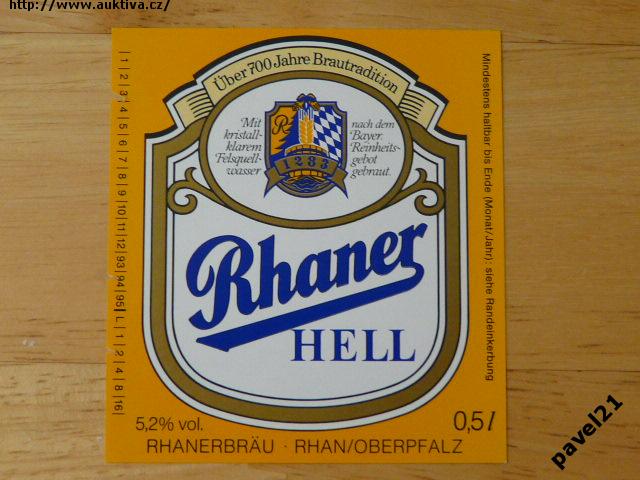 http://www.auktiva.cz/
Über 700 Jahre Brautradition
Mit
kristall-
klarem
Felsquell-
wasser
nach dem
Bayer.
Reinheits-
gebot
gebraut.
R
1283
Rhaner
HELL
5,2% vol.
0,5 l
RHANERBRÄU · RHAN/OBERPFALZ
|1|2|3|4|5|6|7|8|9|10|11|12|93|94|95|L.|1|2|4|8|16|
Mindestens haltbar bis Ende (Monat/Jahr): siehe Randeinkerbung
pavel21